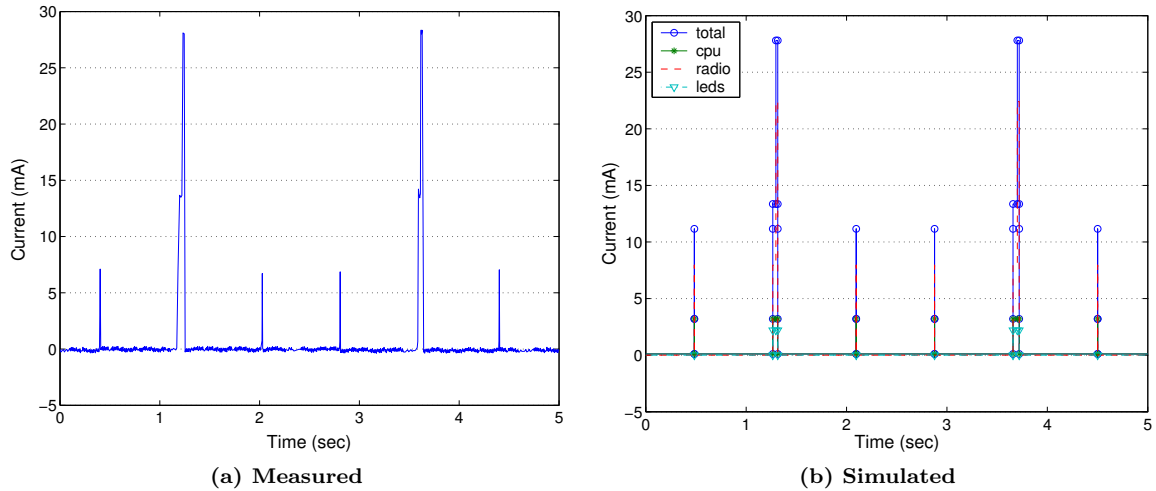 30
25
20
15
10
5
0
−5
Current (mA)
0 1 2 3 4 5
Time (sec)
(a) Measured
30
25
20
15
10
5
0
−5
Current (mA)
total
cpu
radio
leds
0 1 2 3 4 5
Time (sec)
(b) Simulated